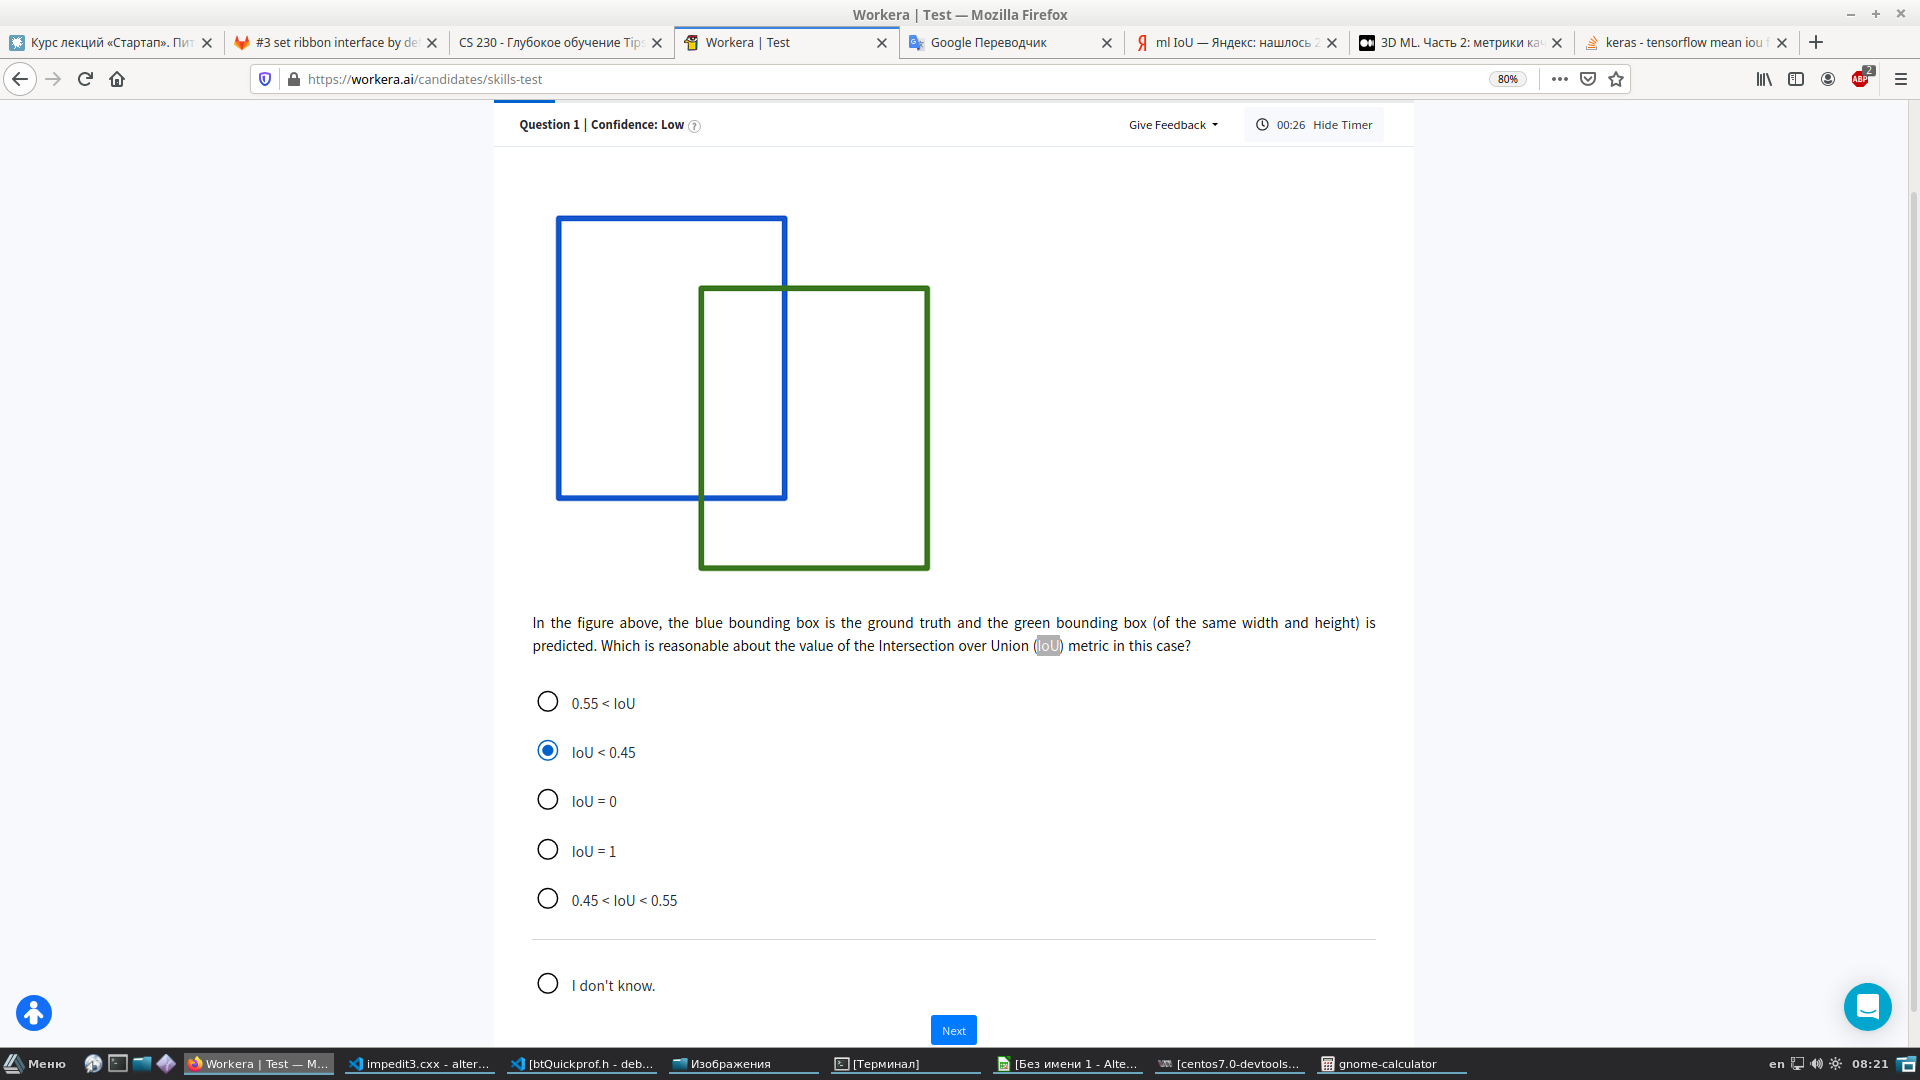 Workera | Test — Mozilla Firefox
Курс лекций «Стартап». Пит
#3 set ribbon interface by de
CS 230 - Глубокое обучение Tips
Workera | Test
Google Переводчик
ml IoU — Яндекс: нашлось 2
3D ML. Часть 2: метрики ка
keras - tensorflow mean iou f
https://workera.ai/candidates/skills-test
80%
ABP
2
Question 1 | Confidence: Low ?
Give Feedback
00:26 Hide Timer
In the figure above, the blue bounding box is the ground truth and the green bounding box (of the same width and height) is
predicted. Which is reasonable about the value of the Intersection over Union (IoU) metric in this case?
0.55 < IoU
IoU < 0.45
IoU = 0
IoU = 1
0.45 < IoU < 0.55
I don't know.
Next
Меню
Workera | Test — M...
impedit3.cxx - alter...
[btQuickprof.h - deb...
Изображения
[Терминал]
[Без имени 1 - Alte...
[centos7.0-devtools...
gnome-calculator
en
08:21